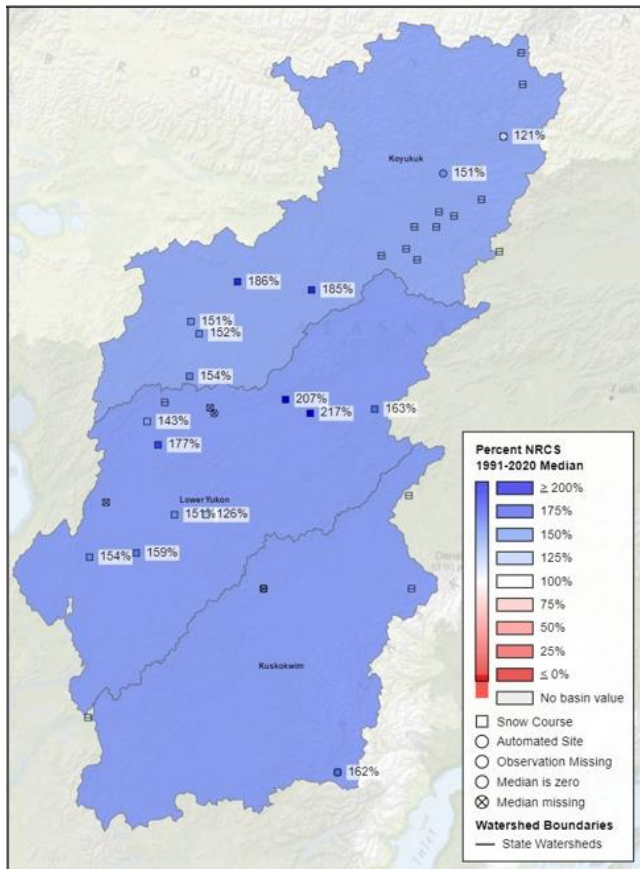 121%
Koyukuk
151%
186%
185%
151%
152%
154%
207%
217%
163%
143%
177%
Lower Yukon
151%
126%
154%
159%
Kuskokwim
162%
Inlet
Percent NRCS
1991-2020 Median
≥ 200%
175%
150%
125%
100%
75%
50%
25%
≤ 0%
No basin value
Snow Course
Automated Site
Observation Missing
Median is zero
Median missing
Watershed Boundaries
State Watersheds